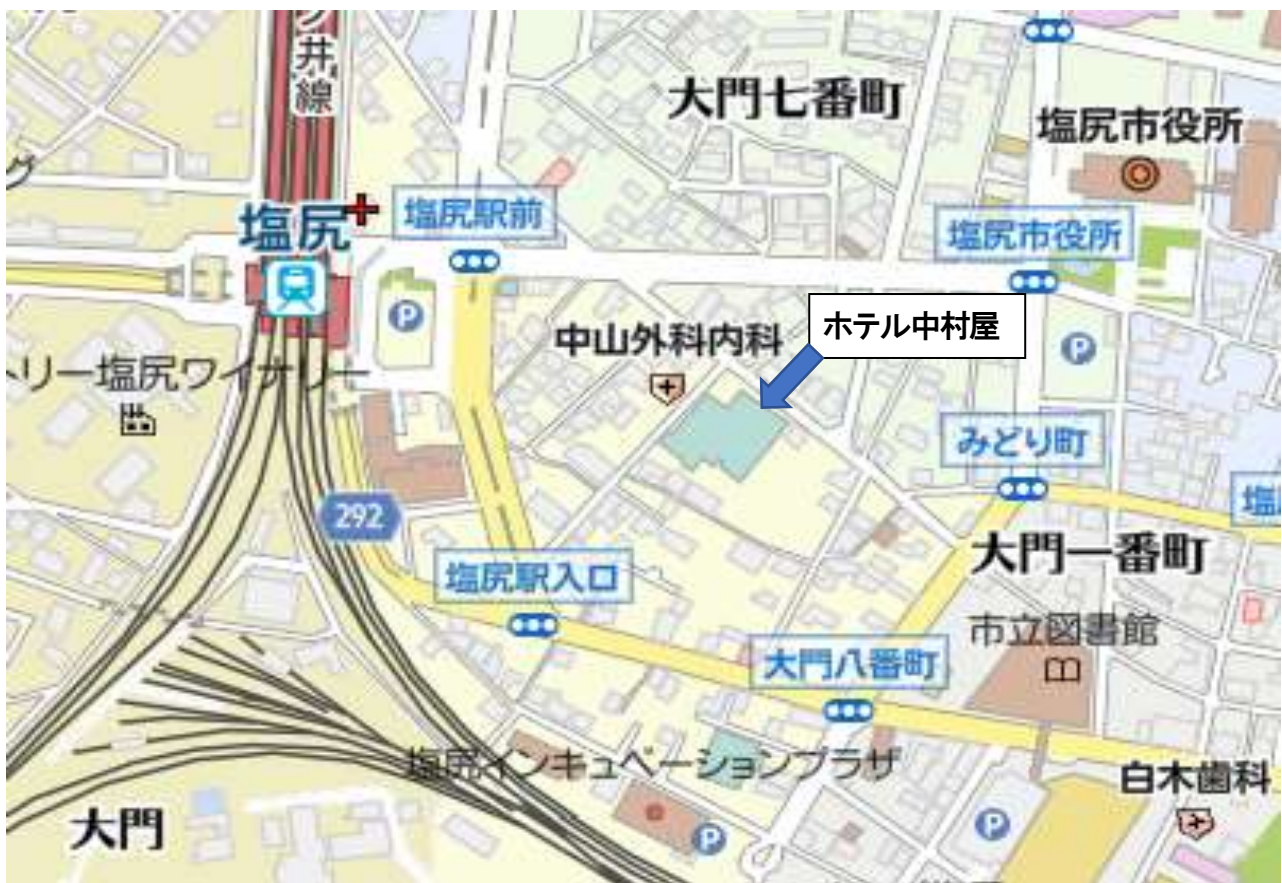 井線
大門七番町
塩尻市役所
塩尻
塩尻駅前
塩尻市役所
P
ホテル中村屋
中山外科内科
P
リー塩尻ワイナリー
みどり町
292
大門一番町
塩尻駅入口
市立図書館
大門八番町
塩尻インキュベーションプラザ
白木歯科
大門
P
P